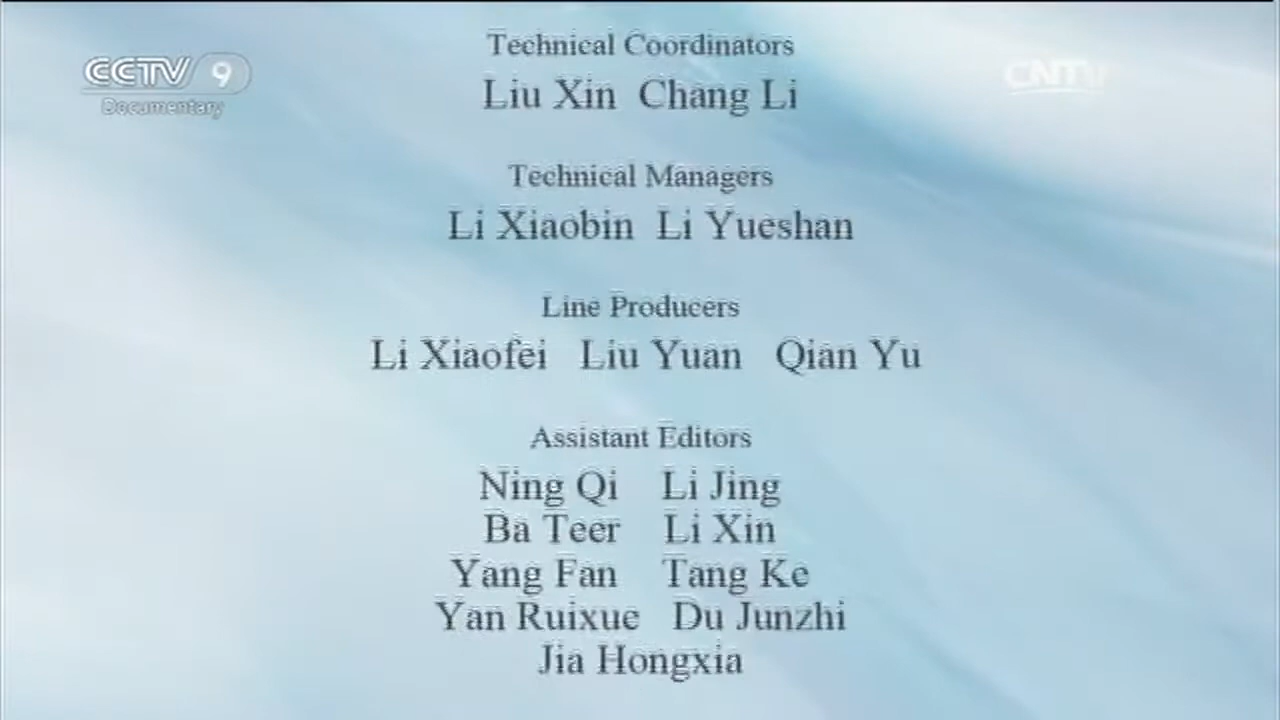 Technical Coordinators
CCTV 9
CNTV
Documentary
Liu Xin Chang Li
Technical Managers
Li Xiaobin Li Yueshan
Line Producers
Li Xiaofei Liu Yuan Qian Yu
Assistant Editors
Ning Qi Li Jing
Ba Teer Li Xin
Yang Fan Tang Ke
Yan Ruixue Du Junzhi
Jia Hongxia